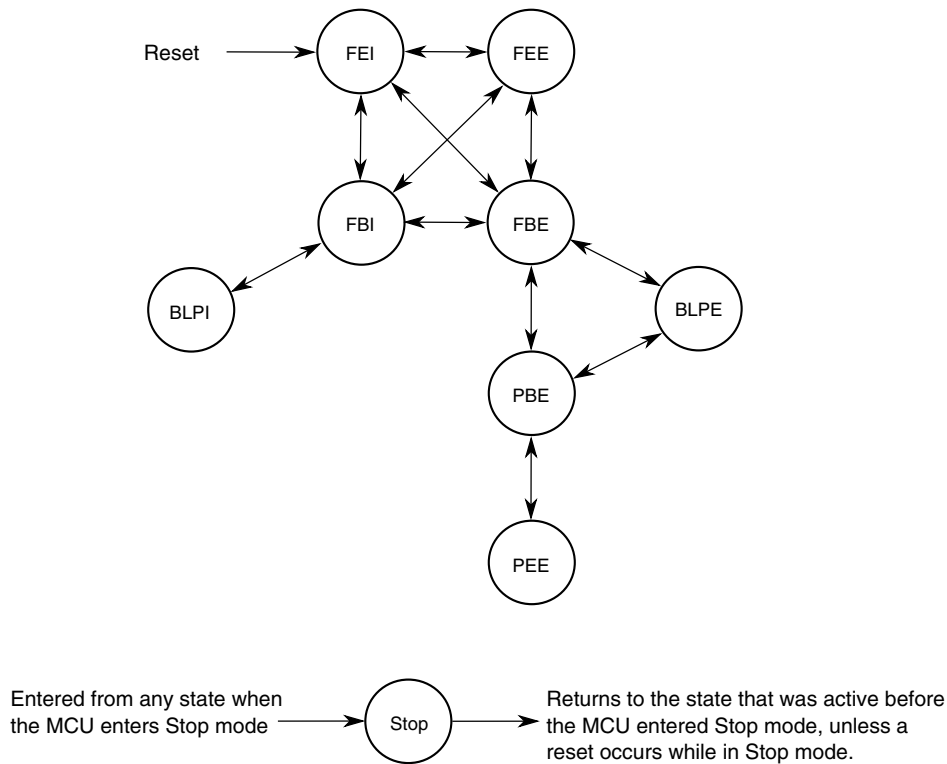 Reset
FEI
FEE
FBI
FBE
BLPI
BLPE
PBE
PEE
Entered from any state when
the MCU enters Stop mode
Stop
Returns to the state that was active before
the MCU entered Stop mode, unless a
reset occurs while in Stop mode.